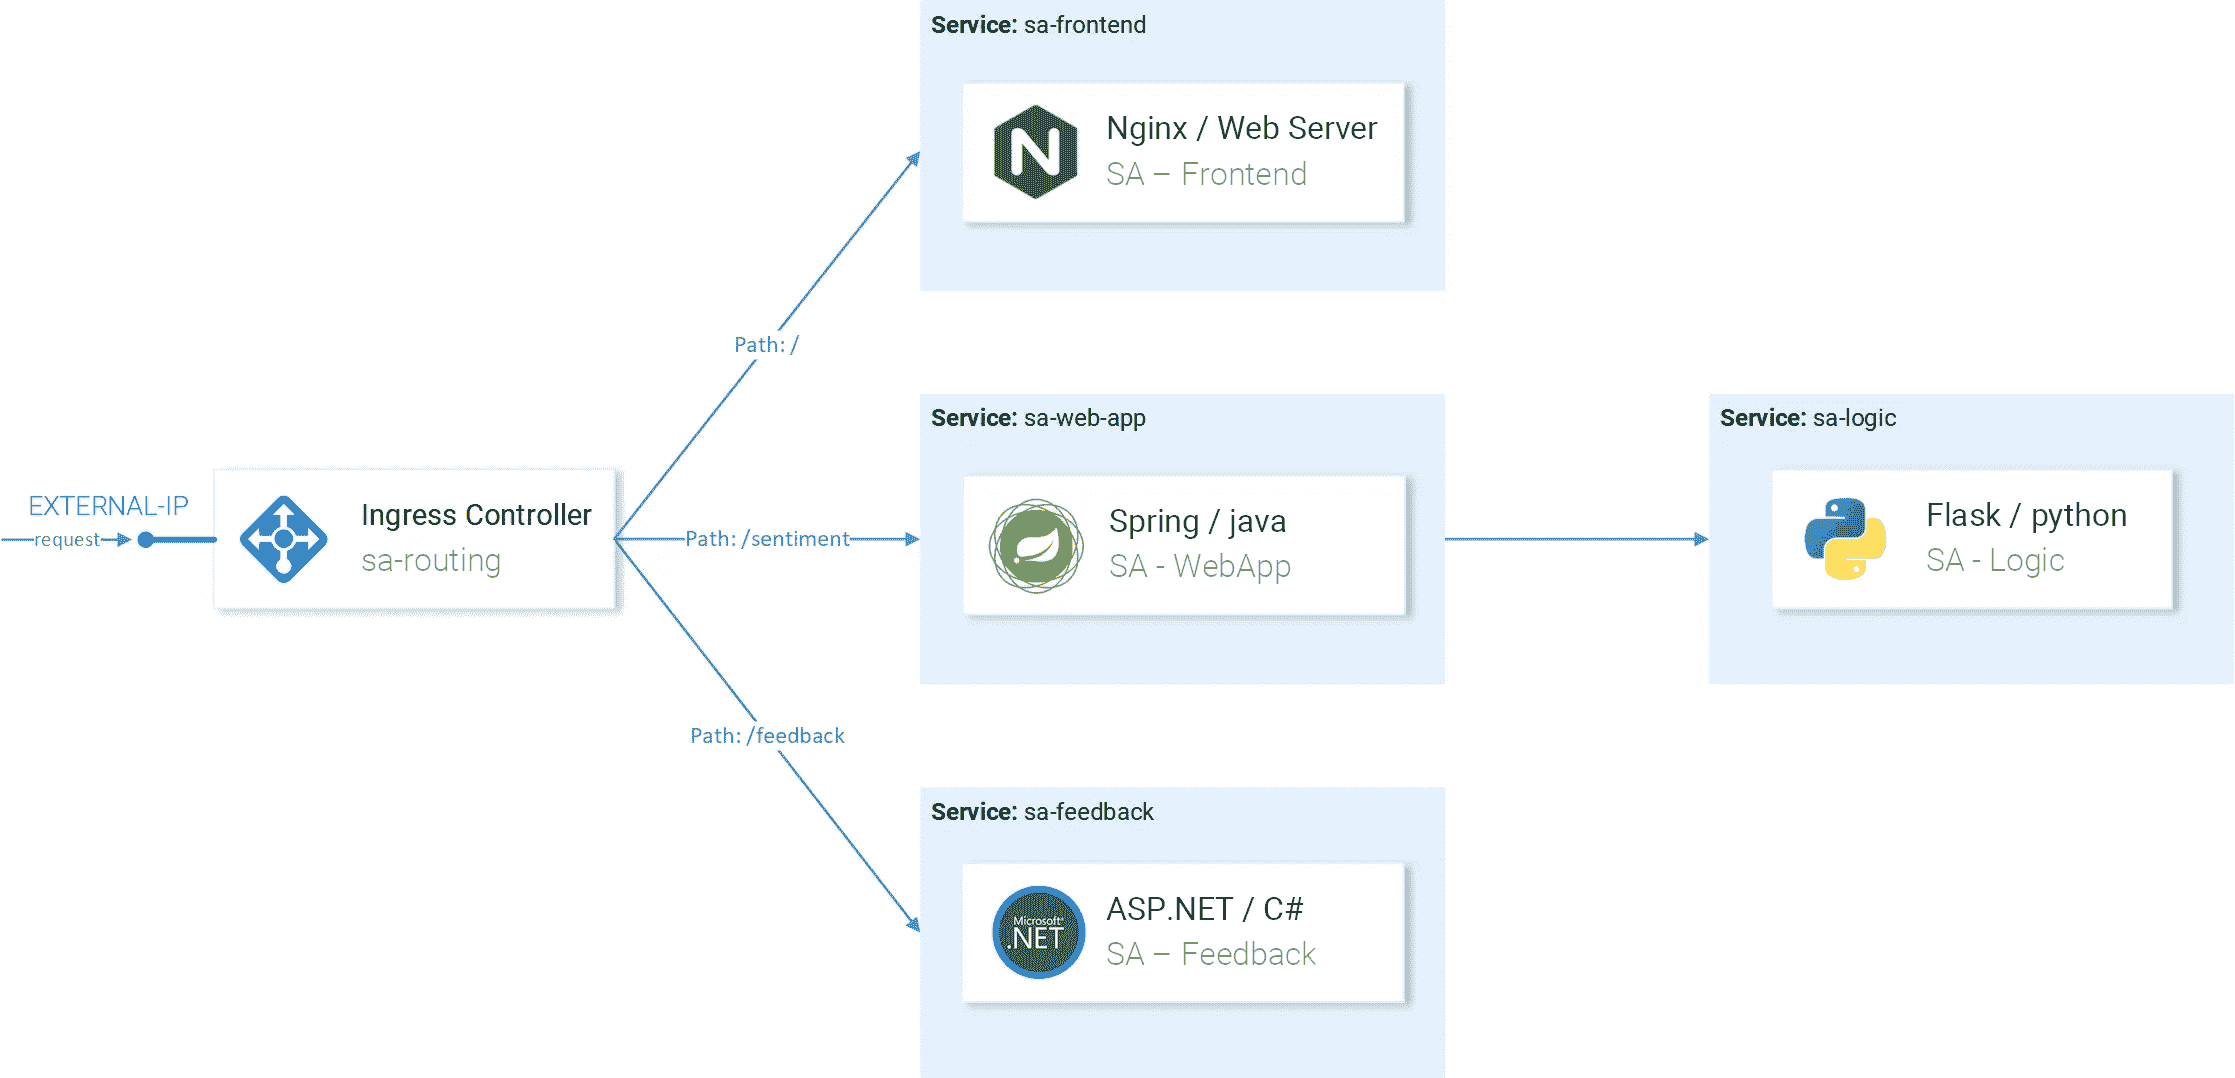 Service: sa-frontend
Nginx / Web Server
SA – Frontend
Path: /
Service: sa-web-app
Service: sa-logic
EXTERNAL-IP
request
Ingress Controller
sa-routing
Path: /sentiment
Spring / java
SA - WebApp
Flask / python
SA - Logic
Path: /feedback
Service: sa-feedback
Microsoft
.NET
ASP.NET / C#
SA – Feedback